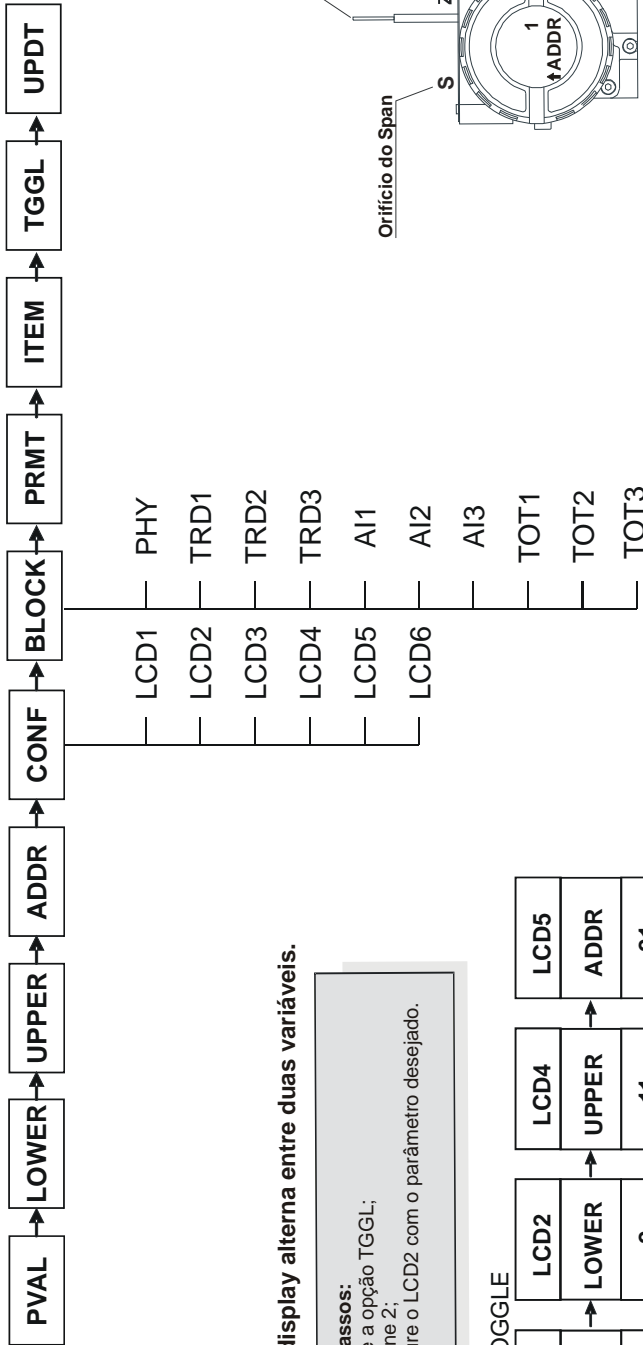 PVAL
LOWER
UPPER
ADDR
CONF
BLOCK
PRMT
ITEM
TGGL
UPDT
LCD1
LCD2
LCD3
LCD4
LCD5
LCD6
PHY
TRD1
TRD2
TRD3
AI1
AI2
AI3
TOT1
TOT2
TOT3
display alterna entre duas variáveis.
assos:
e a opção TGGL;
ne 2;
ure o LCD2 com o parâmetro desejado.
OGGLE
LCD2
LCD4
LCD5
LOWER
UPPER
ADDR
Orifício do Span
S
1
ADDR